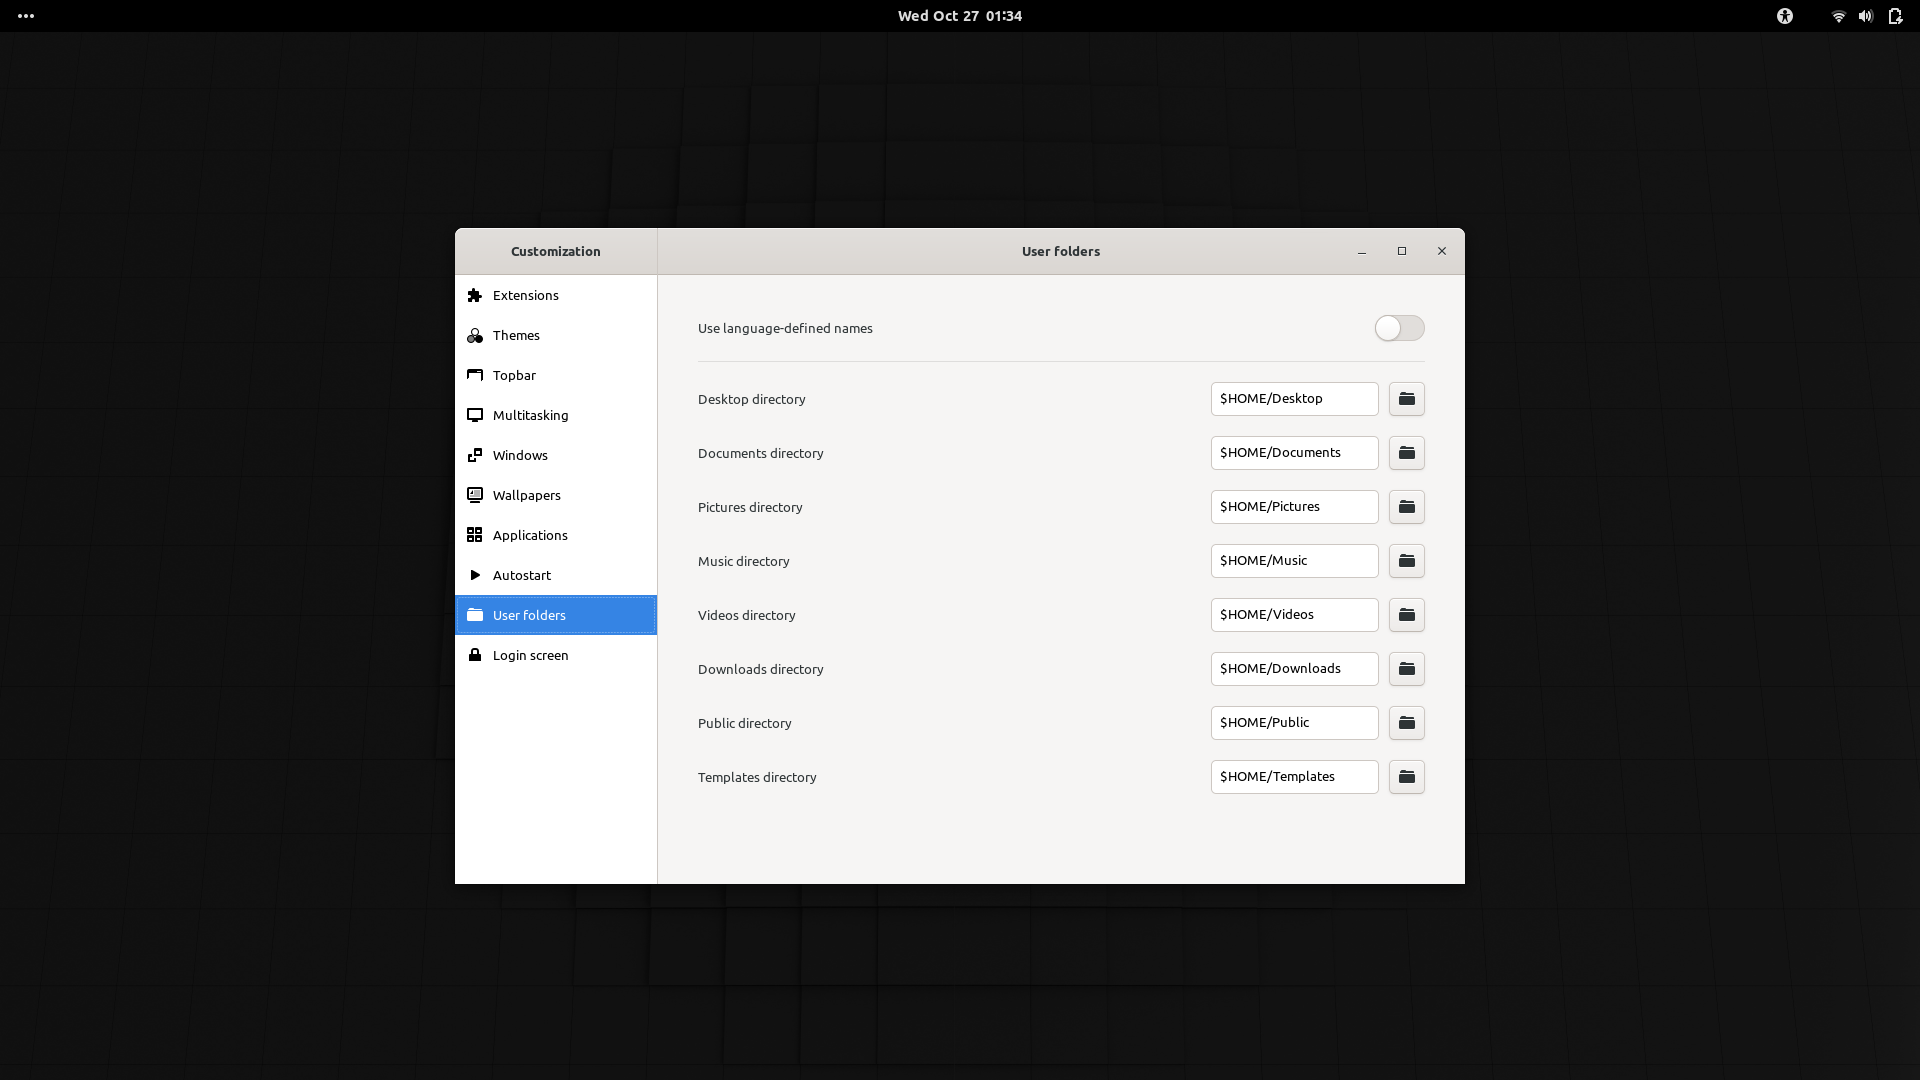 Wed Oct 27 01:34
Customization
User folders
Extensions
Themes
Topbar
Multitasking
Windows
Wallpapers
Applications
Autostart
User folders
Login screen
Use language-defined names
Desktop directory $HOME/Desktop
Documents directory $HOME/Documents
Pictures directory $HOME/Pictures
Music directory $HOME/Music
Videos directory $HOME/Videos
Downloads directory $HOME/Downloads
Public directory $HOME/Public
Templates directory $HOME/Templates